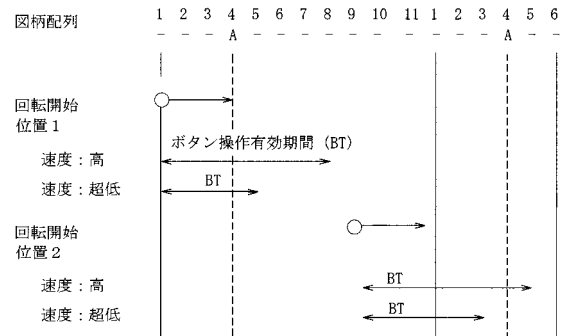 図柄配列 1 2 3 4 5 6 7 8 9 10 11 1 2 3 4 5 6
- - - A - - - - - - - - - - A - -
回転開始
位置1
ボタン操作有効期間 (BT)
速度：高
BT
速度：超低
回転開始
位置2
BT
速度：高
BT
速度：超低